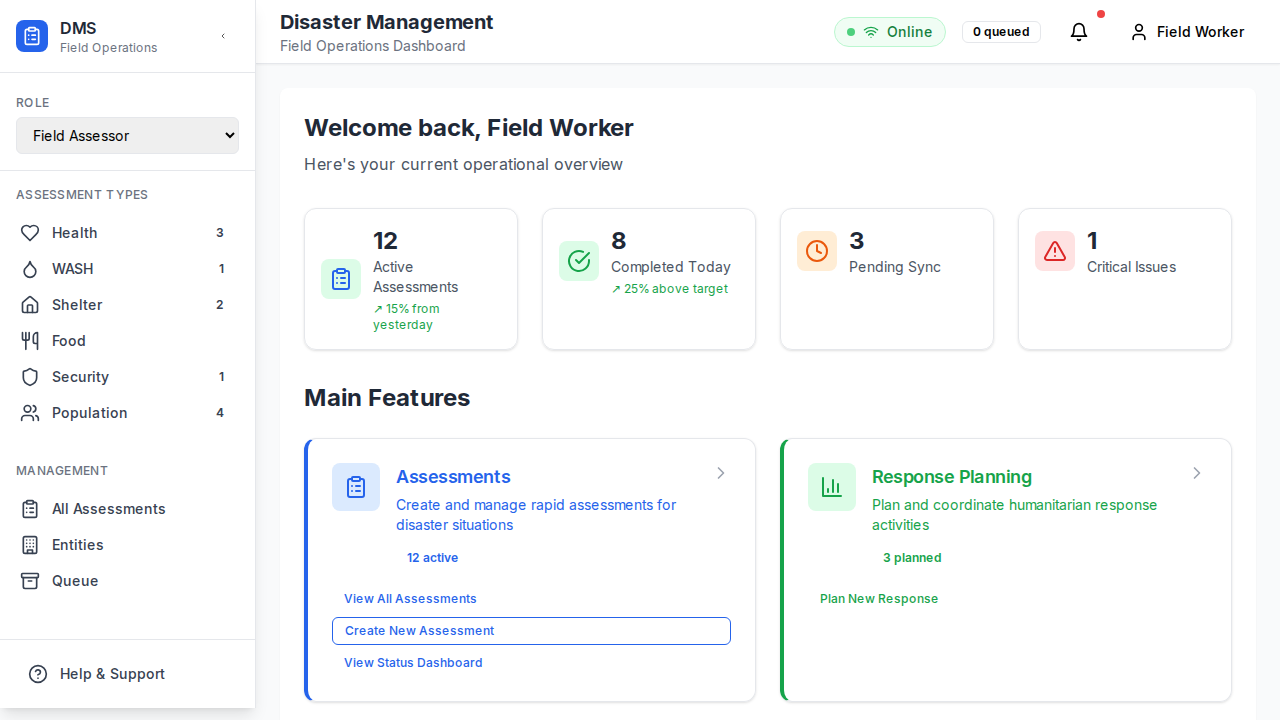 DMS
Field Operations
ROLE
Field Assessor
ASSESSMENT TYPES
Health 3
WASH 1
Shelter 2
Food
Security 1
Population 4
MANAGEMENT
All Assessments
Entities
Queue
Help & Support
Disaster Management
Field Operations Dashboard
Online
0 queued
Field Worker
Welcome back, Field Worker
Here's your current operational overview
12
Active
Assessments
↗ 15% from
yesterday
8
Completed Today
↗ 25% above target
3
Pending Sync
1
Critical Issues
Main Features
Assessments
Create and manage rapid assessments for
disaster situations
12 active
View All Assessments
Create New Assessment
View Status Dashboard
Response Planning
Plan and coordinate humanitarian response
activities
3 planned
Plan New Response